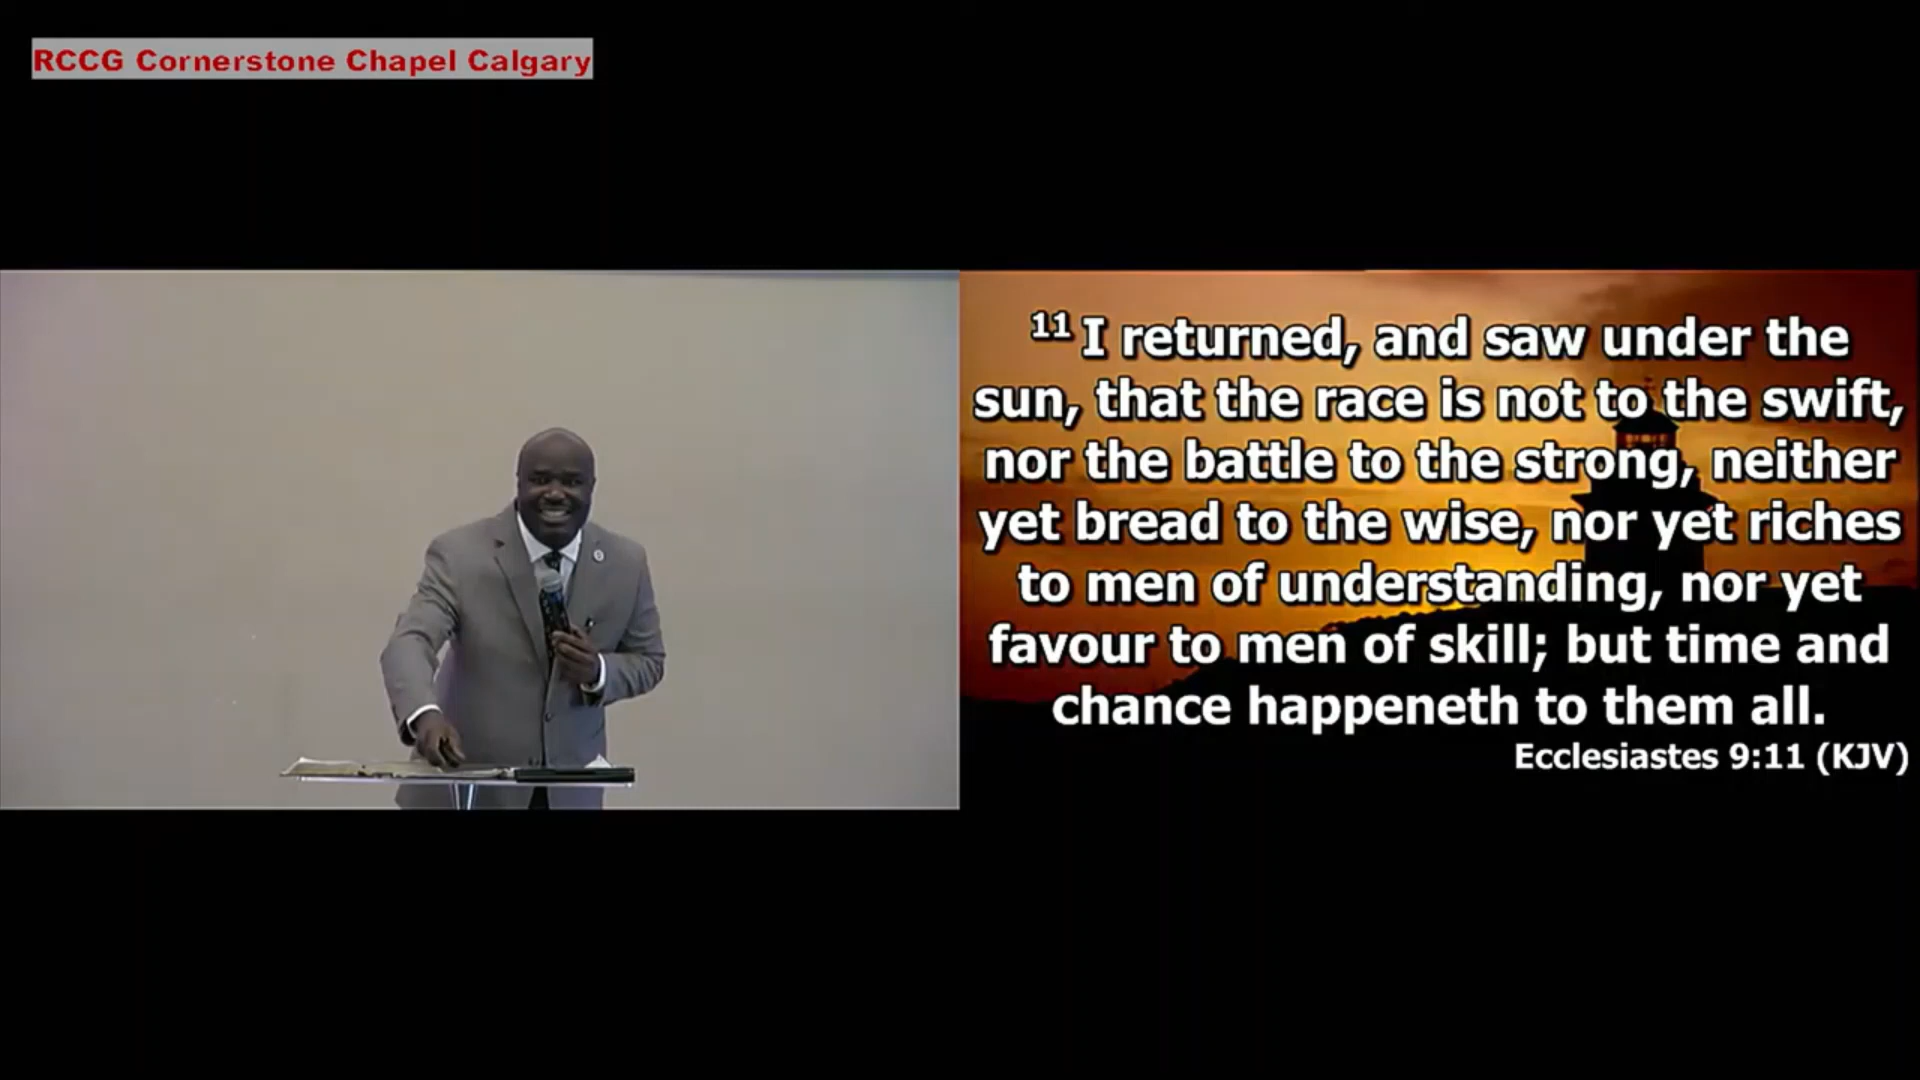 RCCG Cornerstone Chapel Calgary
11 I returned, and saw under the
sun, that the race is not to the swift,
nor the battle to the strong, neither
yet bread to the wise, nor yet riches
to men of understanding, nor yet
favour to men of skill; but time and
chance happeneth to them all.
Ecclesiastes 9:11 (KJV)